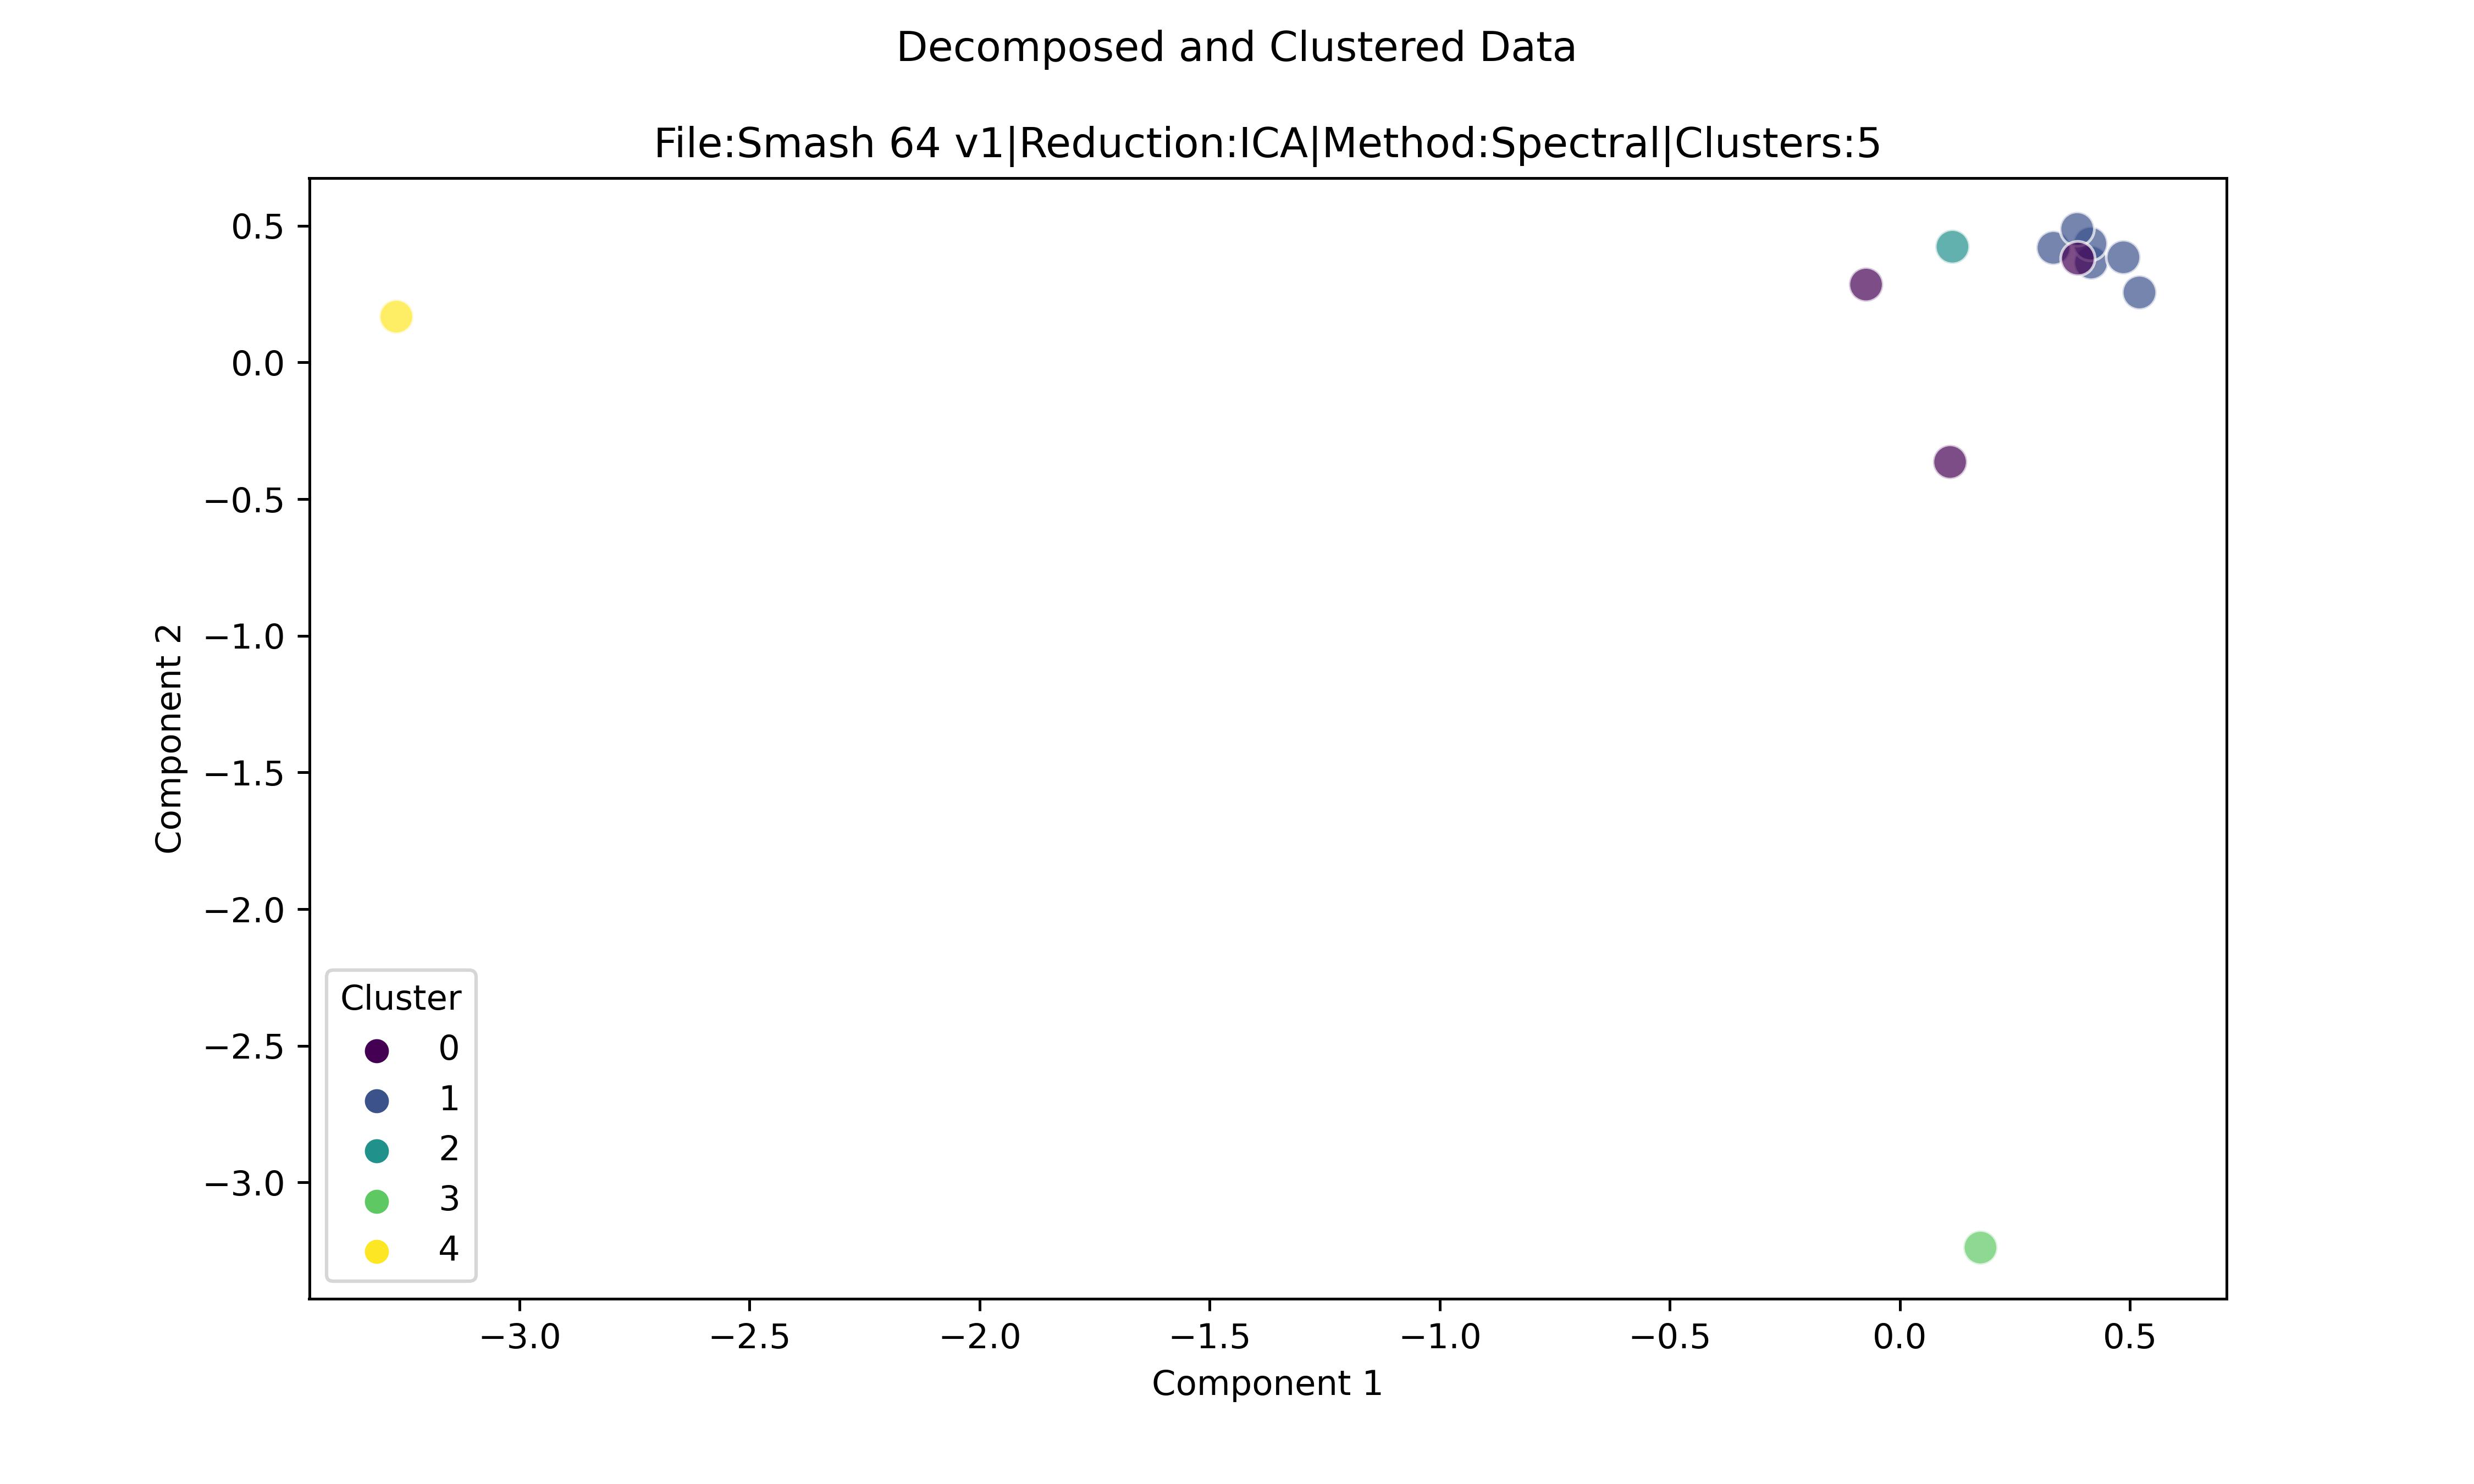 Decomposed and Clustered Data
File:Smash 64 v1|Reduction:ICA|Method:Spectral|Clusters:5
0.5
0.0
−0.5
−1.0
−1.5
−2.0
−2.5
−3.0
Component 2
Cluster
0
1
2
3
4
−3.0 −2.5 −2.0 −1.5 −1.0 −0.5 0.0 0.5
Component 1